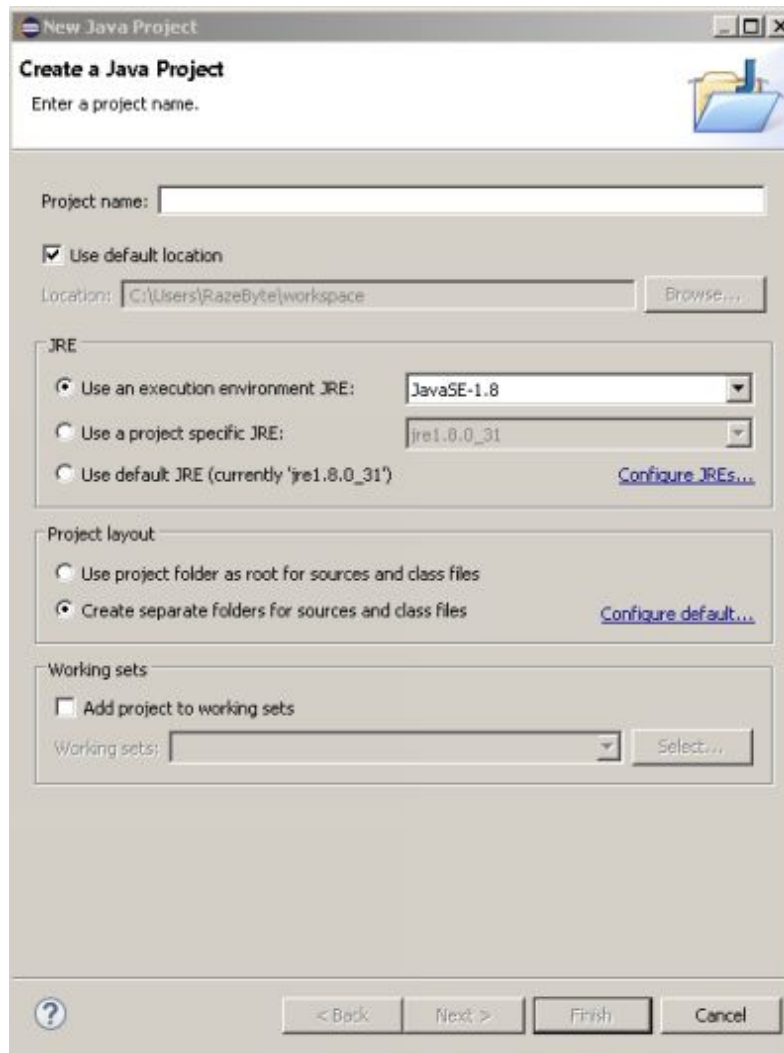 New Java Project
Create a Java Project
Enter a project name.
Project name:
Use default location
Location: C:\Users\RazeByte\workspace Browse...
JRE
Use an execution environment JRE: JavaSE-1.8
Use a project specific JRE: jre1.8.0_31
Use default JRE (currently 'jre1.8.0_31') Configure JREs...
Project layout
Use project folder as root for sources and class files
Create separate folders for sources and class files Configure default...
Working sets
Add project to working sets
Working sets: Select...
? < Back Next > Finish Cancel